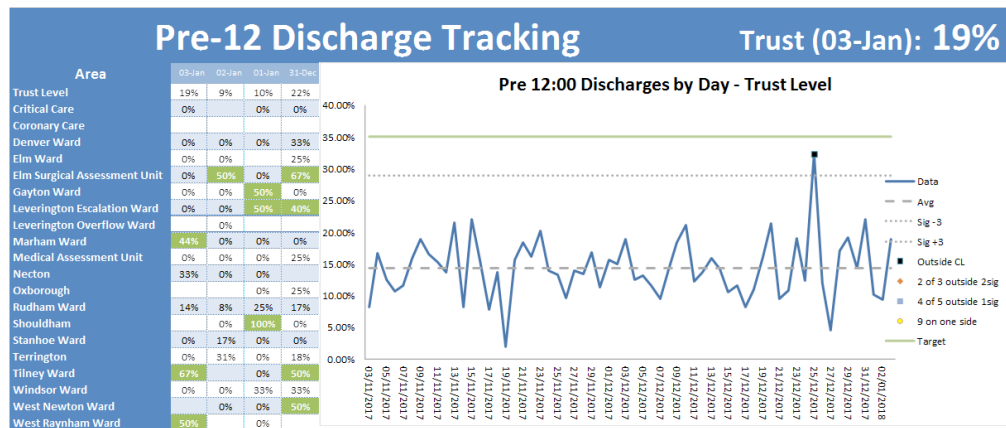 Pre-12 Discharge Tracking
Trust (03-Jan): 19%
Area 03-Jan 02-Jan 01-Jan 31-Dec
Trust Level 19% 9% 10% 22%
Critical Care 0% 0% 0%
Coronary Care
Denver Ward 0% 0% 0% 33%
Elm Ward 0% 0% 25%
Elm Surgical Assessment Unit 0% 50% 0% 67%
Gayton Ward 0% 0% 50% 0%
Leverington Escalation Ward 0% 0% 50% 40%
Leverington Overflow Ward 0%
Marham Ward 44% 0% 0% 0%
Medical Assessment Unit 0% 0% 0% 25%
Necton 33% 0% 0%
Oxborough 0% 25%
Rudham Ward 14% 8% 25% 17%
Shouldham 0% 100% 0%
Stanhoe Ward 0% 17% 0% 0%
Terrington 0% 31% 0% 18%
Tilney Ward 67% 0% 50%
Windsor Ward 0% 0% 33% 33%
West Newton Ward 0% 0% 50%
West Raynham Ward 50% 0%
Pre 12:00 Discharges by Day - Trust Level
40.00%
35.00%
30.00%
25.00%
20.00%
15.00%
10.00%
5.00%
0.00%
03/11/2017
05/11/2017
07/11/2017
09/11/2017
11/11/2017
13/11/2017
15/11/2017
17/11/2017
19/11/2017
21/11/2017
23/11/2017
25/11/2017
27/11/2017
29/11/2017
01/12/2017
03/12/2017
05/12/2017
07/12/2017
09/12/2017
11/12/2017
13/12/2017
15/12/2017
17/12/2017
19/12/2017
21/12/2017
23/12/2017
25/12/2017
27/12/2017
29/12/2017
31/12/2017
02/01/2018
Data
Avg
Sig -3
Sig +3
Outside CL
2 of 3 outside 2sig
4 of 5 outside 1sig
9 on one side
Target